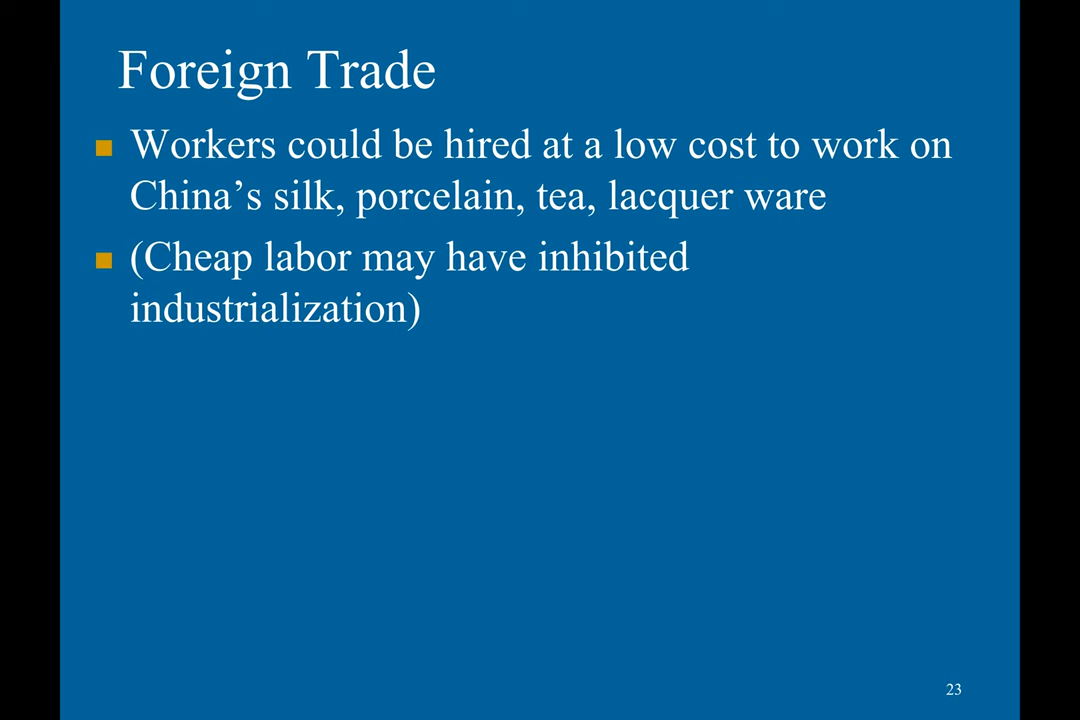 Foreign Trade
Workers could be hired at a low cost to work on
China’s silk, porcelain, tea, lacquer ware
(Cheap labor may have inhibited
industrialization)
23